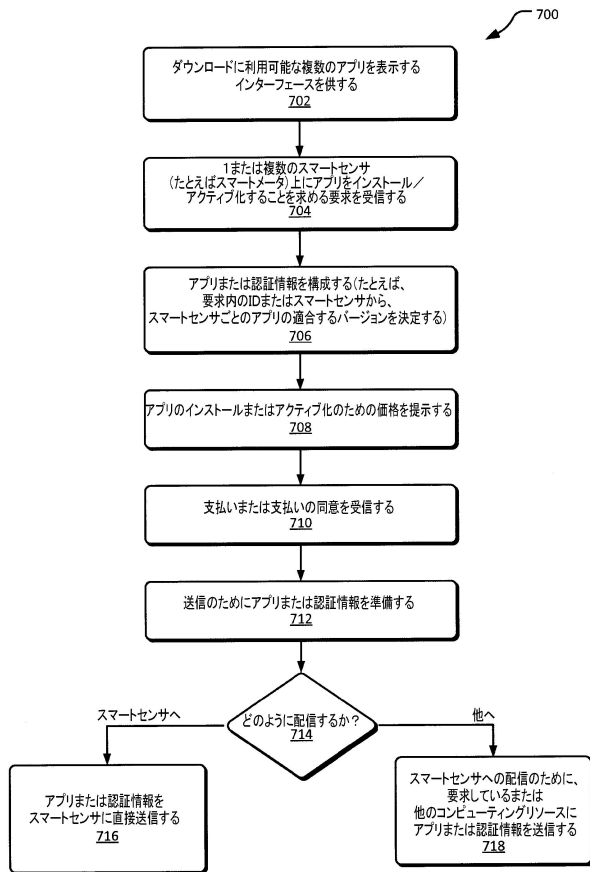 700
ダウンロードに利用可能な複数のアプリを表示する
インターフェースを供する
702
1または複数のスマートセンサ
(たとえばスマートメータ)上にアプリをインストール／
アクティブ化することを求める要求を受信する
704
アプリまたは認証情報を構成する(たとえば、
要求内のIDまたはスマートセンサから、
スマートセンサごとのアプリの適合するバージョンを決定する)
706
アプリのインストールまたはアクティブ化のための価格を提示する
708
支払いまたは支払いの同意を受信する
710
送信のためにアプリまたは認証情報を準備する
712
どのように配信するか？
714
スマートセンサへ
他へ
アプリまたは認証情報を
スマートセンサに直接送信する
716
スマートセンサへの配信のために、
要求しているまたは
他のコンピューティングリソースに
アプリまたは認証情報を送信する
718